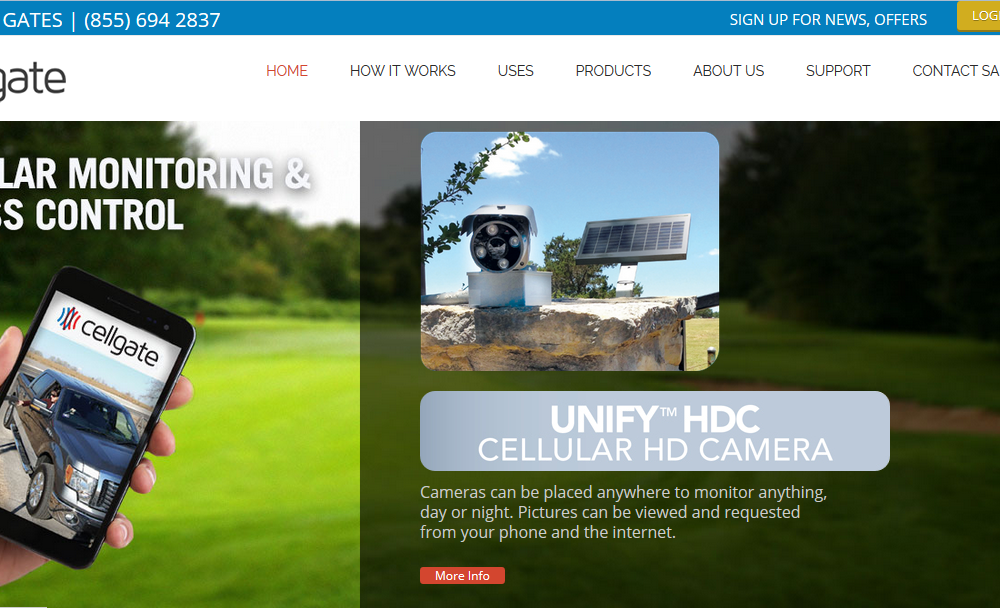 GATES | (855) 694 2837
SIGN UP FOR NEWS, OFFERS
LOGI
gate
HOME
HOW IT WORKS
USES
PRODUCTS
ABOUT US
SUPPORT
CONTACT SA
LAR MONITORING &
SS CONTROL
cellgate
UNIFY™ HDC
CELLULAR HD CAMERA
Cameras can be placed anywhere to monitor anything,
day or night. Pictures can be viewed and requested
from your phone and the internet.
More Info